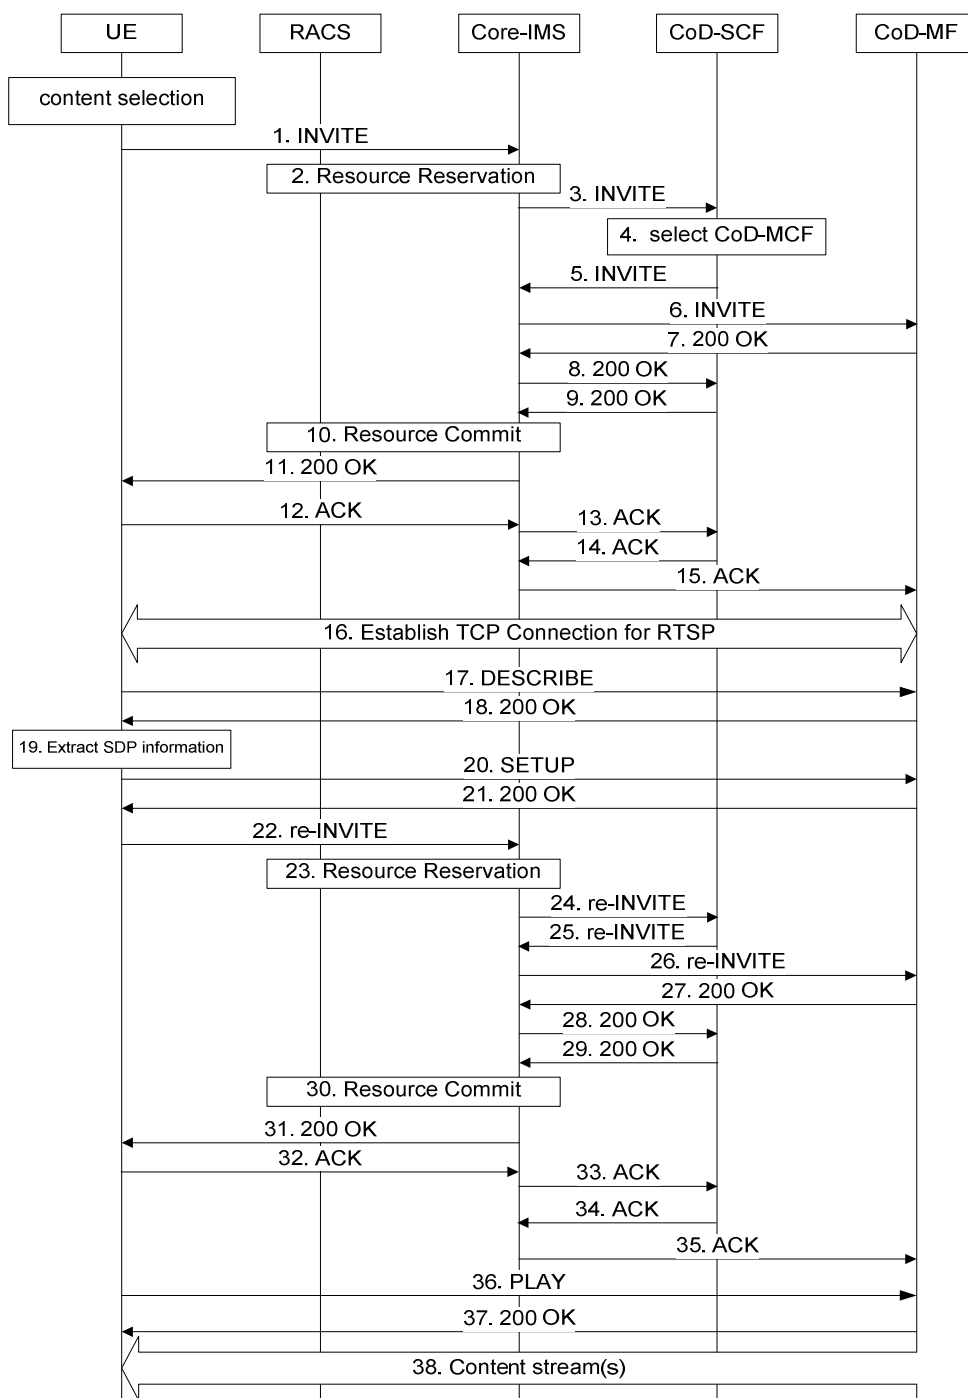 UE RACS Core-IMS CoD-SCF CoD-MF
content selection
1. INVITE
2. Resource Reservation
3. INVITE
4. select CoD-MCF
5. INVITE
6. INVITE
7. 200 OK
8. 200 OK
9. 200 OK
10. Resource Commit
11. 200 OK
12. ACK
13. ACK
14. ACK
15. ACK
16. Establish TCP Connection for RTSP
17. DESCRIBE
18. 200 OK
19. Extract SDP information
20. SETUP
21. 200 OK
22. re-INVITE
23. Resource Reservation
24. re-INVITE
25. re-INVITE
26. re-INVITE
27. 200 OK
28. 200 OK
29. 200 OK
30. Resource Commit
31. 200 OK
32. ACK
33. ACK
34. ACK
35. ACK
36. PLAY
37. 200 OK
38. Content stream(s)